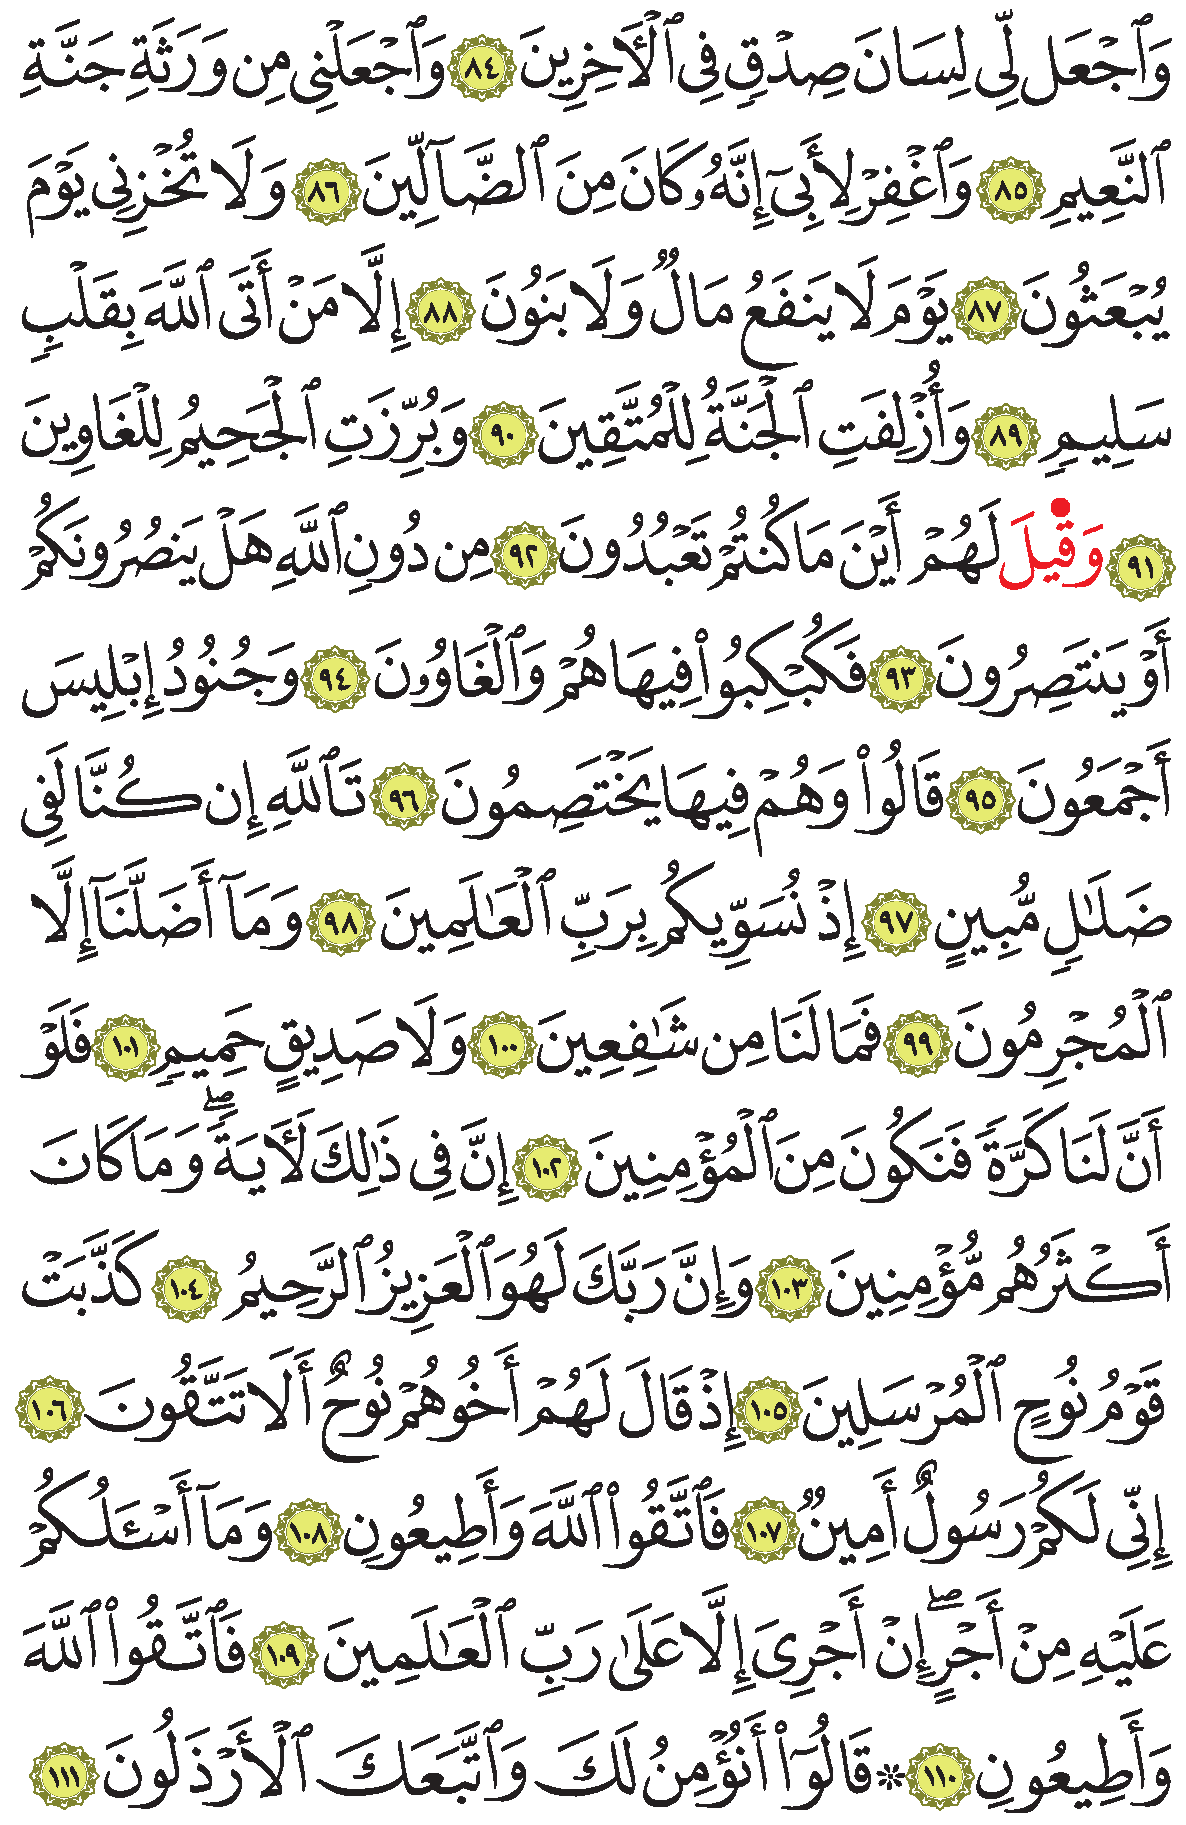 وَٱجْعَل لِّى لِسَانَ صِدْقٍۢ فِى ٱلْءَاخِرِينَ ٨٤ وَٱجْعَلْنِى مِن وَرَثَةِ جَنَّةِ
ٱلنَّعِيمِ ٨٥ وَٱغْفِرْ لِأَبِىٓ إِنَّهُۥ كَانَ مِنَ ٱلضَّآلِّينَ ٨٦ وَلَا تُخْزِنِى يَوْمَ
يُبْعَثُونَ ٨٧ يَوْمَ لَا يَنفَعُ مَالٌۭ وَلَا بَنُونَ ٨٨ إِلَّا مَنْ أَتَى ٱللَّهَ بِقَلْبٍۢ
سَلِيمٍۢ ٨٩ وَأُزْلِفَتِ ٱلْجَنَّةُ لِلْمُتَّقِينَ ٩٠ وَبُرِّزَتِ ٱلْجَحِيمُ لِلْغَاوِينَ
٩١ وَقِيلَ لَهُمْ أَيْنَ مَا كُنتُمْ تَعْبُدُونَ ٩٢ مِن دُونِ ٱللَّهِ هَلْ يَنصُرُونَكُمْ
أَوْ يَنتَصِرُونَ ٩٣ فَكُبْكِبُوا۟ فِيهَا هُمْ وَٱلْغَاوُۥنَ ٩٤ وَجُنُودُ إِبْلِيسَ
أَجْمَعُونَ ٩٥ قَالُوا۟ وَهُمْ فِيهَا يَخْتَصِمُونَ ٩٦ تَٱللَّهِ إِن كُنَّا لَفِى
ضَلَـٰلٍۢ مُّبِينٍ ٩٧ إِذْ نُسَوِّيكُم بِرَبِّ ٱلْعَـٰلَمِينَ ٩٨ وَمَآ أَضَلَّنَآ إِلَّا
ٱلْمُجْرِمُونَ ٩٩ فَمَا لَنَا مِن شَـٰفِعِينَ ١٠٠ وَلَا صَدِيقٍ حَمِيمٍۢ ١٠١ فَلَوْ
أَنَّ لَنَا كَرَّةًۭ فَنَكُونَ مِنَ ٱلْمُؤْمِنِينَ ١٠٢ إِنَّ فِى ذَٰلِكَ لَـَٔايَةًۭ ۖ وَمَا كَانَ
أَكْثَرُهُم مُّؤْمِنِينَ ١٠٣ وَإِنَّ رَبَّكَ لَهُوَ ٱلْعَزِيزُ ٱلرَّحِيمُ ١٠٤ كَذَّبَتْ
قَوْمُ نُوحٍ ٱلْمُرْسَلِينَ ١٠٥ إِذْ قَالَ لَهُمْ أَخُوهُمْ نُوحٌ أَلَا تَتَّقُونَ ١٠٦
إِنِّى لَكُمْ رَسُولٌ أَمِينٌۭ ١٠٧ فَٱتَّقُوا۟ ٱللَّهَ وَأَطِيعُونِ ١٠٨ وَمَآ أَسْـَٔلُكُمْ
عَلَيْهِ مِنْ أَجْرٍ ۖ إِنْ أَجْرِىَ إِلَّا عَلَىٰ رَبِّ ٱلْعَـٰلَمِينَ ١٠٩ فَٱتَّقُوا۟ ٱللَّهَ
وَأَطِيعُونِ ١١٠ ۞ قَالُوٓا۟ أَنُؤْمِنُ لَكَ وَٱتَّبَعَكَ ٱلْأَرْذَلُونَ ١١١